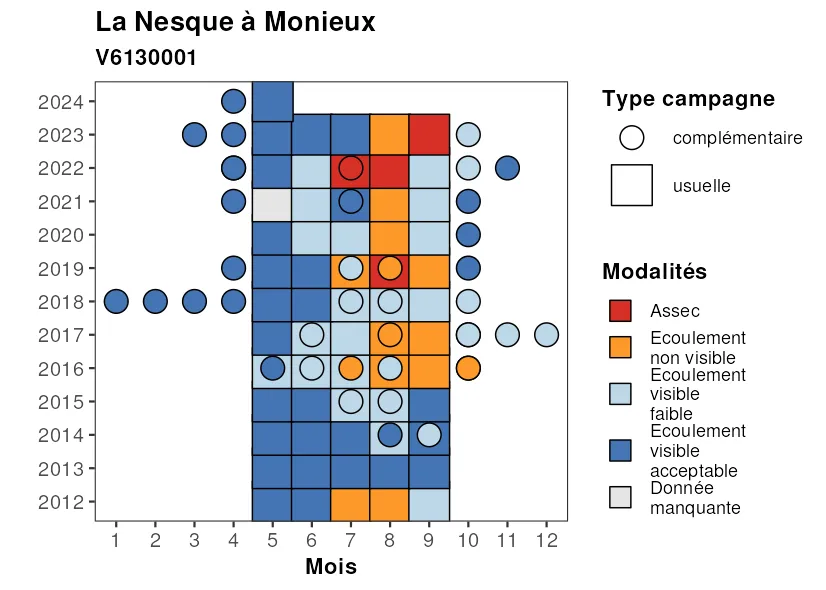 La Nesque à Monieux
V6130001
2024
2023
2022
2021
2020
2019
2018
2017
2016
2015
2014
2013
2012
1 2 3 4 5 6 7 8 9 10 11 12
Mois
Type campagne
complémentaire
usuelle
Modalités
Assec
Ecoulement
non visible
Ecoulement
visible
faible
Ecoulement
visible
acceptable
Donnée
manquante